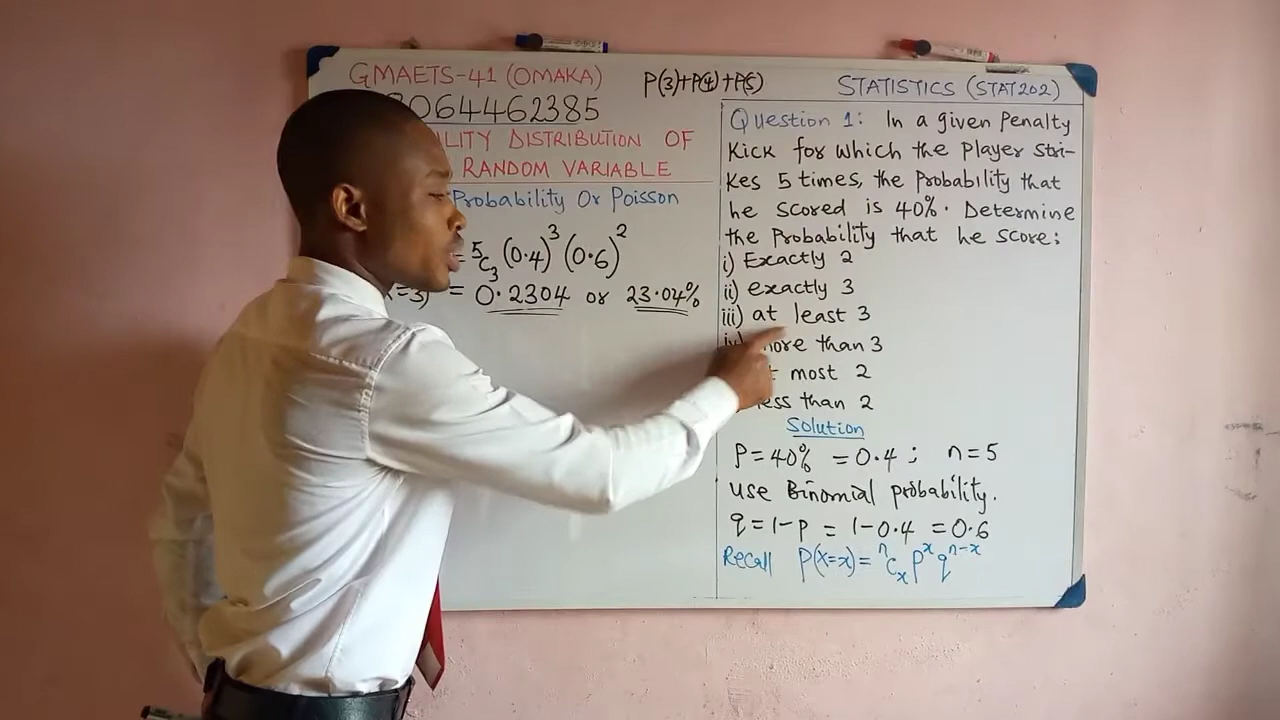 GMAETS-41 (OMAKA)
P(3)+P(4)+P(5)
STATISTICS (STAT202)
8064462385
ILITY DISTRIBUTION OF
RANDOM VARIABLE
Probability Or Poisson
= ⁵C₃ (0.4)³ (0.6)²
=3) = 0.2304 or 23.04%
Question 1: In a given Penalty
Kick for which the Player Stri-
Kes 5 times, the Probability that
he Scored is 40%. Determine
the Probability that he Score:
i) Exactly 2
ii) exactly 3
iii) at least 3
iv) more than 3
t most 2
less than 2
Solution
P = 40% = 0.4 ; n = 5
Use Binomial probability.
q = 1-p = 1-0.4 = 0.6
Recall P(X=x) = ⁿCₓ pˣ qⁿ⁻ˣ